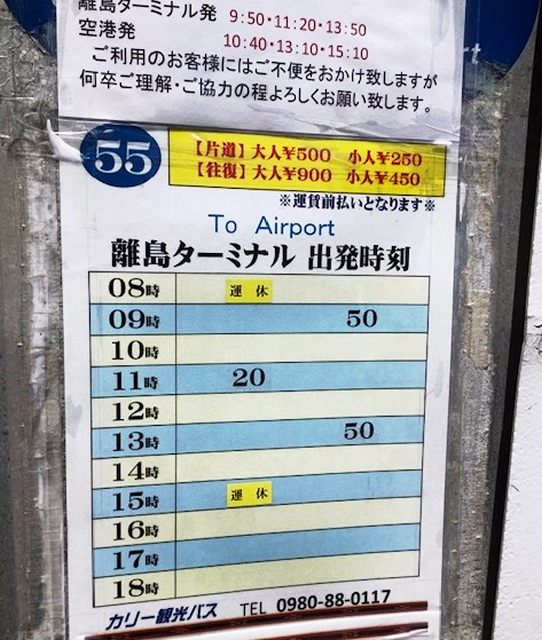 離島ターミナル発 9:50・11:20・13:50
空港発 10:40・13:10・15:10
ご利用のお客様にはご不便をおかけ致しますが
何卒ご理解・ご協力の程よろしくお願い致します。
55
【片道】大人¥500 小人¥250
【往復】大人¥900 小人¥450
※運賃前払いとなります※
To Airport
離島ターミナル 出発時刻
08時 運休
09時 50
10時
11時 20
12時
13時 50
14時
15時 運休
16時
17時
18時
カリー観光バス TEL 0980-88-0117